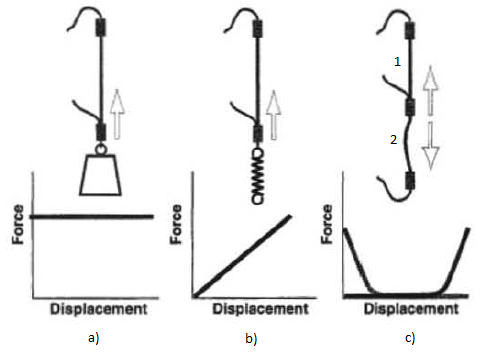 1
2
Force
Displacement
a)
Force
Displacement
b)
Force
Displacement
c)